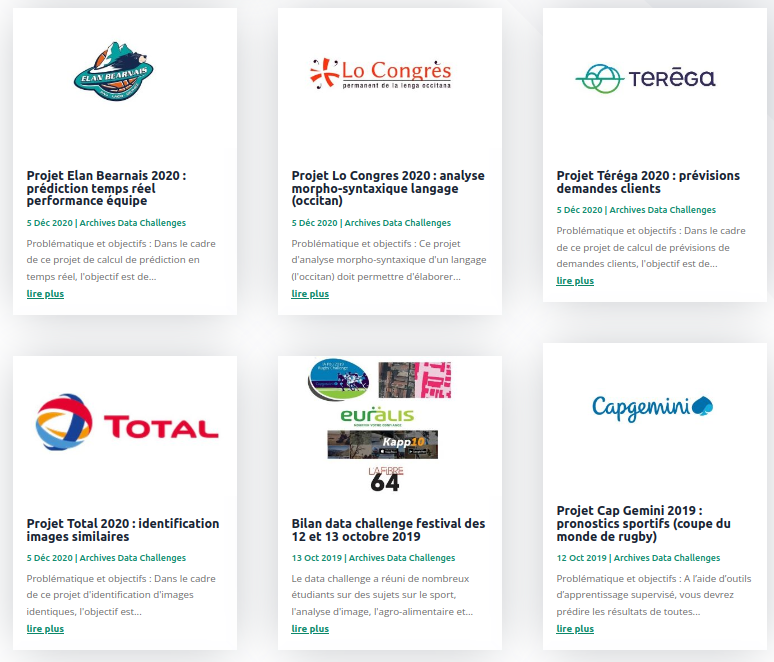 ELAN BEARNAIS
Projet Elan Bearnais 2020 :
prédiction temps réel
performance équipe
5 Déc 2020 | Archives Data Challenges
Problématique et objectifs : Dans le cadre
de ce projet de calcul de prédiction en
temps réel, l'objectif est de...
lire plus
Lo Congrès
permanent de la lenga occitana
Projet Lo Congres 2020 : analyse
morpho-syntaxique langage
(occitan)
5 Déc 2020 | Archives Data Challenges
Problématique et objectifs : Ce projet
d'analyse morpho-syntaxique d'un langage
(l'occitan) doit permettre d'élaborer...
lire plus
TERĒGA
Projet Téréga 2020 : prévisions
demandes clients
5 Déc 2020 | Archives Data Challenges
Problématique et objectifs : Dans le cadre
de ce projet de calcul de prévisions de
demandes clients, l'objectif est de...
lire plus
TOTAL
Projet Total 2020 : identification
images similaires
5 Déc 2020 | Archives Data Challenges
Problématique et objectifs : Dans le cadre
de ce projet d'identification d'images
identiques, l'objectif est...
lire plus
euralis
Kapp10
LA FIBRE
64
Bilan data challenge festival des
12 et 13 octobre 2019
13 Oct 2019 | Archives Data Challenges
Le data challenge a réuni de nombreux
étudiants sur des sujets sur le sport,
l'analyse d'image, l'agro-alimentaire et...
lire plus
Capgemini
Projet Cap Gemini 2019 :
pronostics sportifs (coupe du
monde de rugby)
12 Oct 2019 | Archives Data Challenges
Problématique et objectifs : A l'aide d'outils
d'apprentissage supervisé, vous devrez
prédire les résultats de toutes...
lire plus